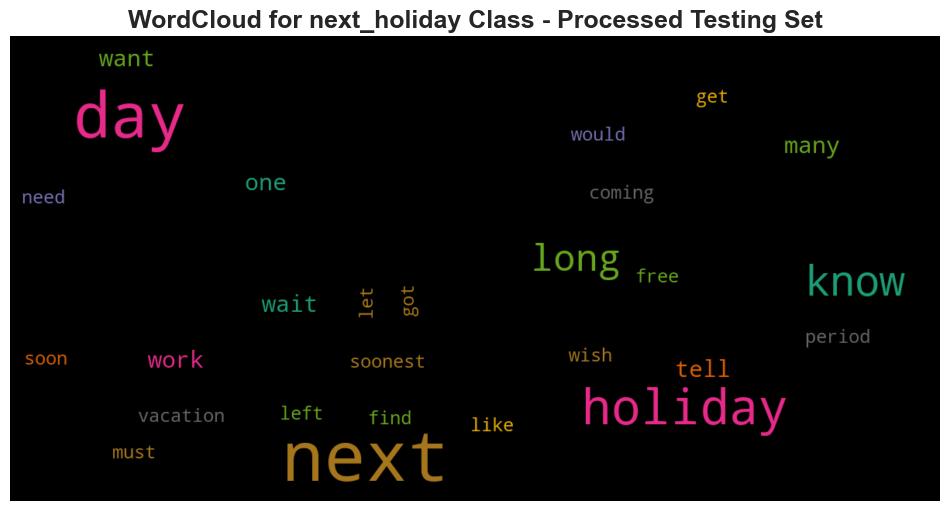 WordCloud for next_holiday Class - Processed Testing Set
want
day
get
would
many
one
need
coming
long
free
know
wait
let
got
period
soon
work
soonest
wish
tell
holiday
vacation
left
find
like
must
next